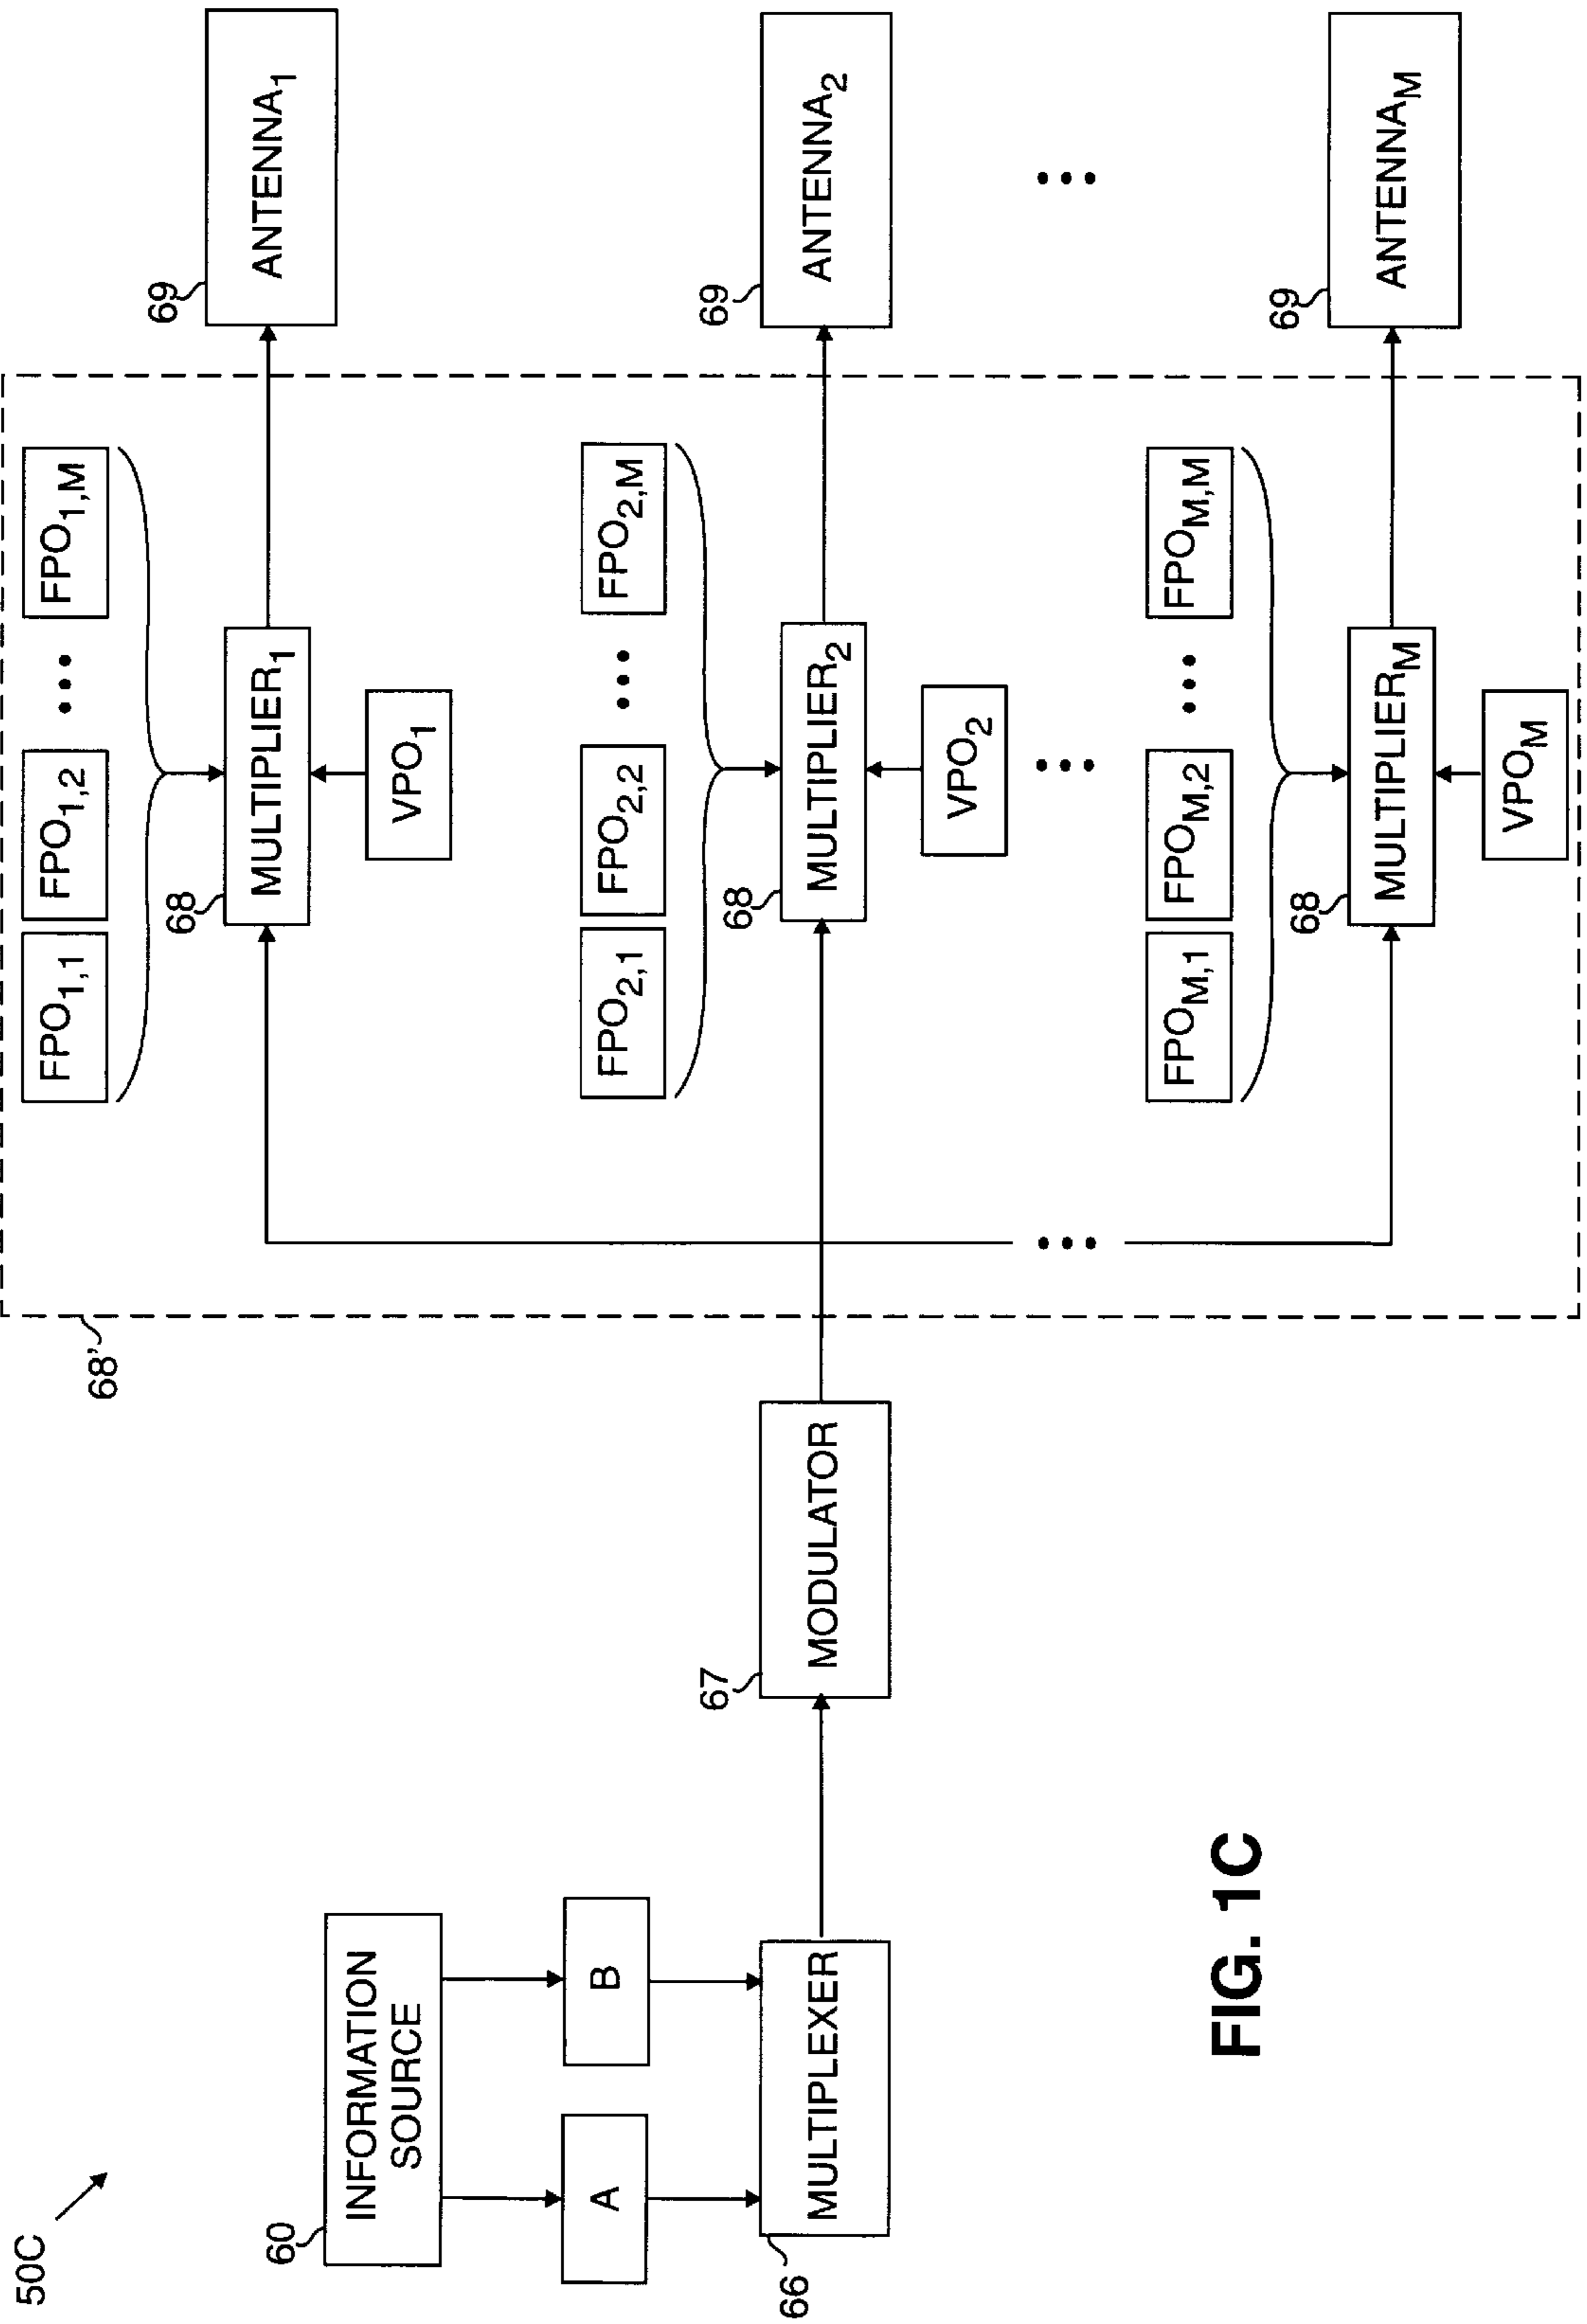 50C
60
INFORMATION
SOURCE
A
B
66
MULTIPLEXER
67
MODULATOR
68'
FPO1,1
FPO1,2
•••
FPO1,M
68
MULTIPLIER1
VPO1
69
ANTENNA1
FPO2,1
FPO2,2
•••
FPO2,M
68
MULTIPLIER2
VPO2
69
ANTENNA2
•••
•••
•••
FPOM,1
FPOM,2
•••
FPOM,M
68
MULTIPLIERM
VPOM
69
ANTENNAM
FIG. 1C